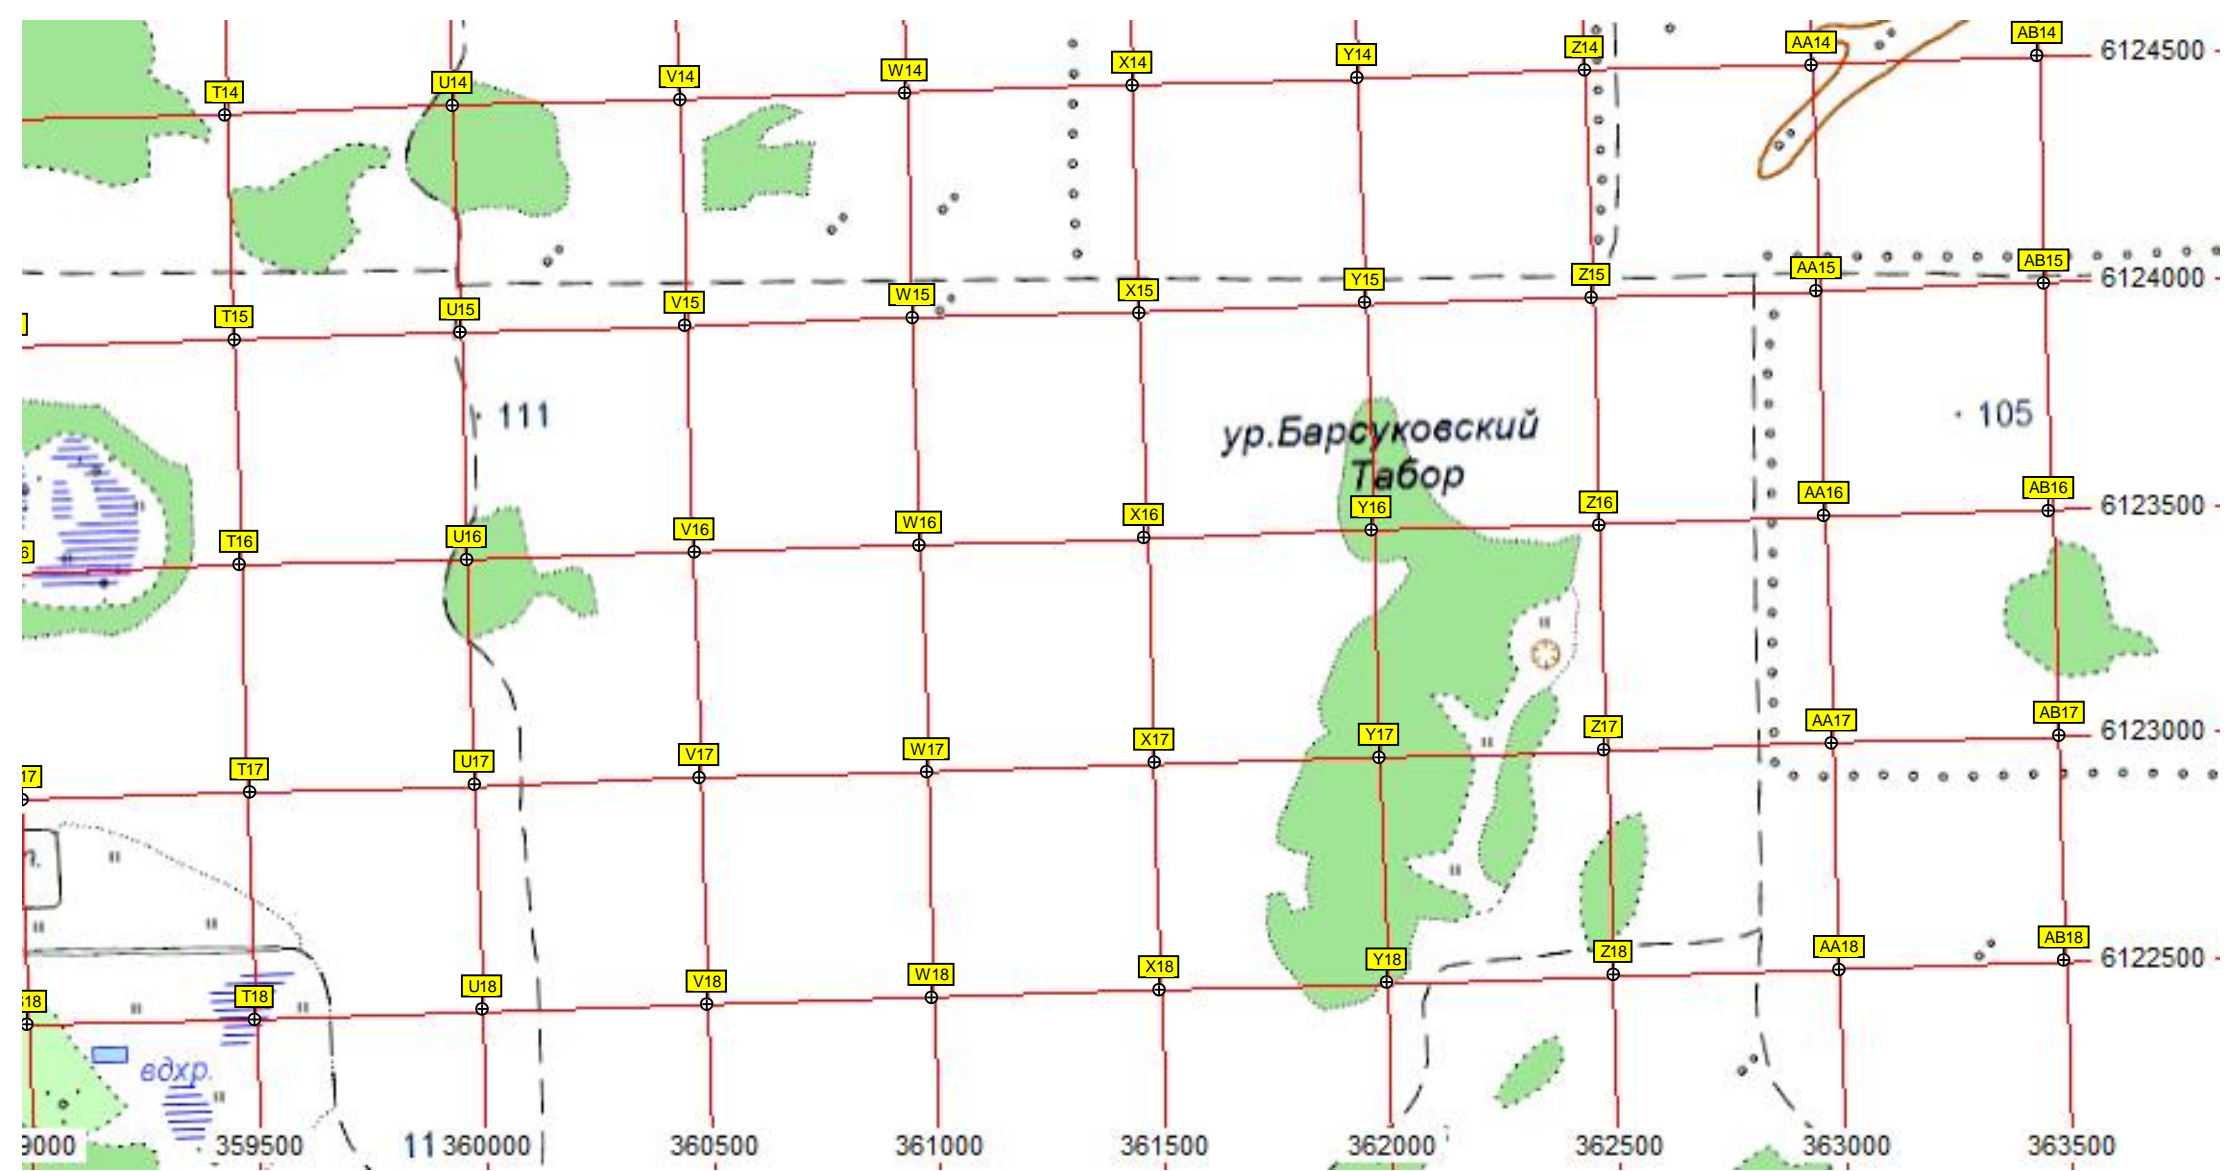 T14 U14 V14 W14 X14 Y14 Z14 AA14 AB14 6124500
T15 U15 V15 W15 X15 Y15 Z15 AA15 AB15 6124000
111
ур.Барсуковский
Табор
105
T16 U16 V16 W16 X16 Y16 Z16 AA16 AB16 6123500
17 T17 U17 V17 W17 X17 Y17 Z17 AA17 AB17 6123000
18 T18 U18 V18 W18 X18 Y18 Z18 AA18 AB18 6122500
вдхр.
11
9000 359500 360000 360500 361000 361500 362000 362500 363000 363500